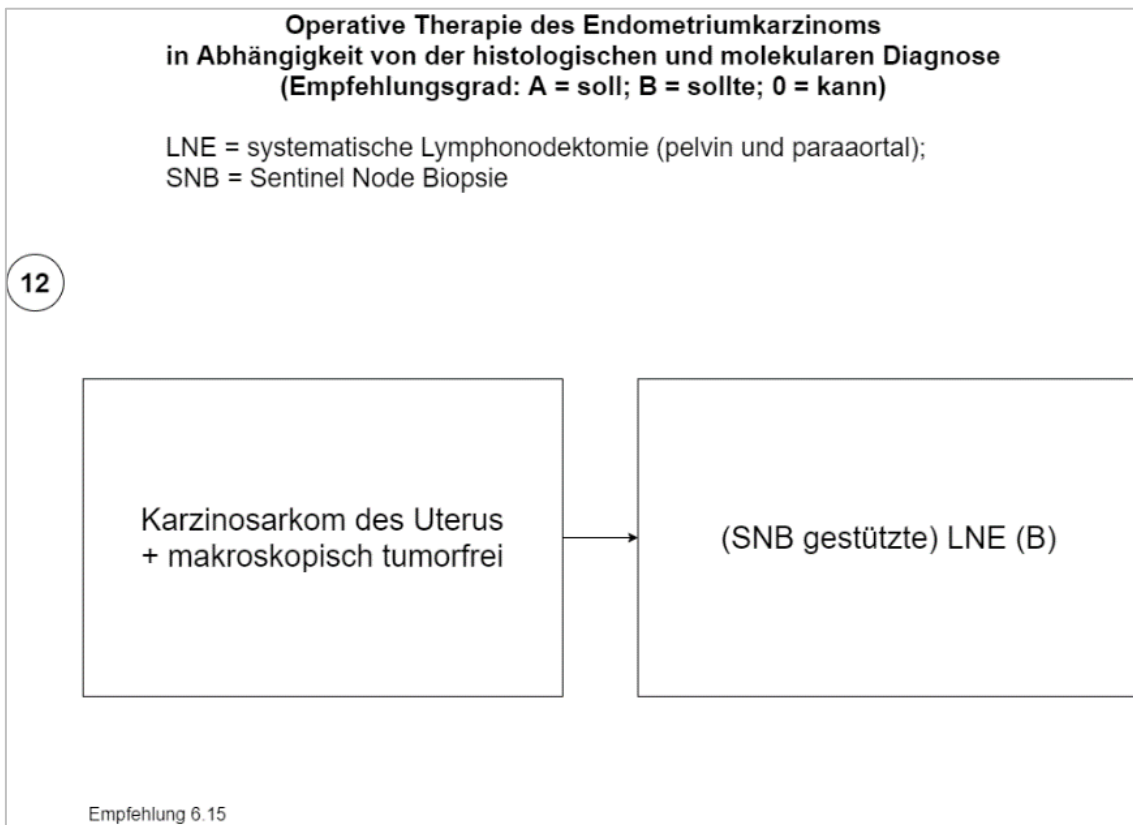 Operative Therapie des Endometriumkarzinoms
in Abhängigkeit von der histologischen und molekularen Diagnose
(Empfehlungsgrad: A = soll; B = sollte; 0 = kann)
LNE = systematische Lymphonodektomie (pelvin und paraaortal);
SNB = Sentinel Node Biopsie
12
Karzinosarkom des Uterus
+ makroskopisch tumorfrei
(SNB gestützte) LNE (B)
Empfehlung 6.15